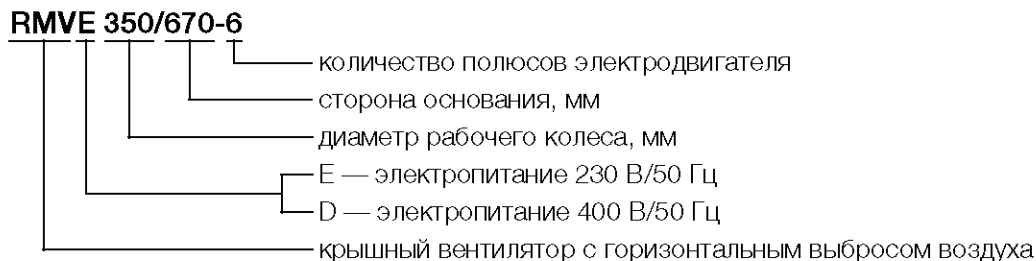 RMVE 350/670-6
количество полюсов электродвигателя
сторона основания, мм
диаметр рабочего колеса, мм
E — электропитание 230 В/50 Гц
D — электропитание 400 В/50 Гц
крышный вентилятор с горизонтальным выбросом воздуха